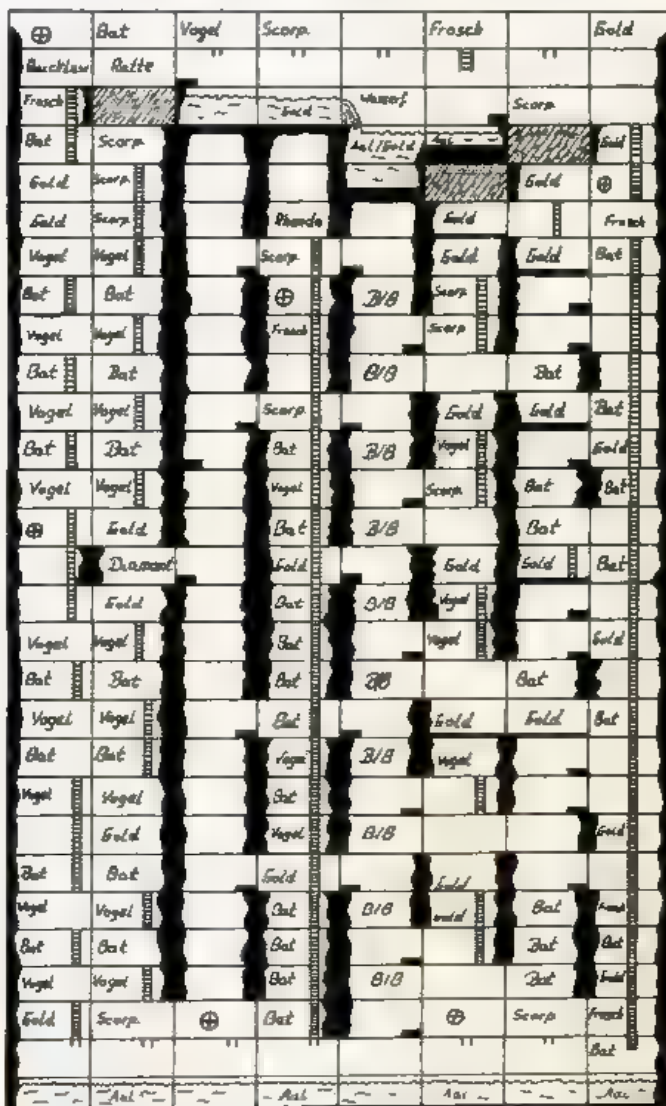 Bat Vogel Scorp. Frosch Gold
Ratte
Frosch Gold Scorp.
Bat Scorp. Aal/Gold Aal Gold
Gold Scorp. Gold
Gold Scorp. Gold Frosch
Vogel Vogel Scorp. Gold Gold Bat
Bat Bat B/B Scorp.
Vogel Vogel Frosch Scorp.
Bat Bat B/B Bat
Vogel Vogel Scorp. Gold Gold Bat
Bat Bat Bat B/B Vogel Gold
Vogel Vogel Vogel Scorp. Bat Bat
Gold Bat B/B Bat
Diamant Gold Gold Gold Bat
Gold Bat B/B Vogel
Vogel Vogel Bat Vogel Gold
Bat Bat Bat B/B Bat
Vogel Vogel Bat Gold Gold Bat
Bat Bat Vogel B/B Vogel
Vogel Vogel Bat
Gold Vogel B/B Gold
Bat Bat Gold Gold
Vogel Vogel Bat B/B Gold Bat Frosch
Bat Bat Bat Bat Bat
Vogel Vogel Bat B/B Bat Gold
Gold Scorp. Bat Scorp Frosch
Bat
Aal Aal Aal Aal